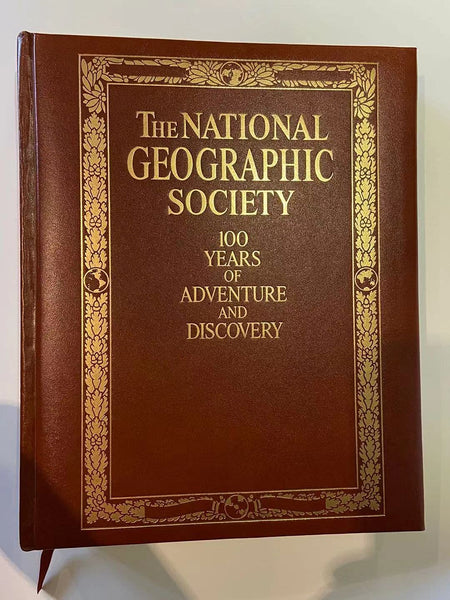 THE NATIONAL
GEOGRAPHIC
SOCIETY
100
YEARS
OF
ADVENTURE
AND
DISCOVERY